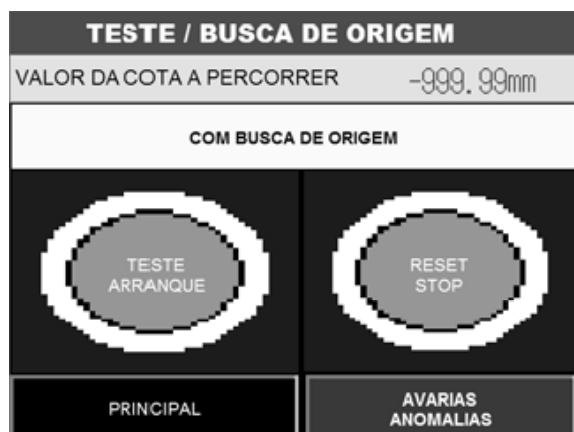 TESTE / BUSCA DE ORIGEM
VALOR DA COTA A PERCORRER -999.99mm
COM BUSCA DE ORIGEM
TESTE
ARRANQUE
RESET
STOP
PRINCIPAL
AVARIAS
ANOMALIAS